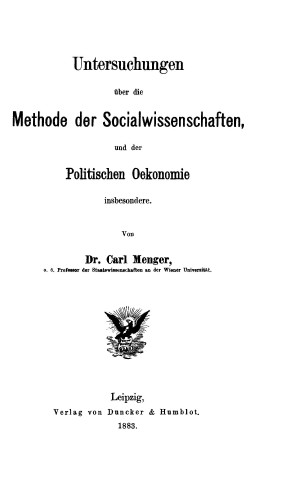 Untersuchungen
über die
Methode der Socialwissenschaften,
und der
Politischen Oekonomie
insbesondere.
Von
Dr. Carl Menger,
o. ö. Professor der Staatswissenschaften an der Wiener Universität.
Leipzig,
Verlag von Duncker & Humblot.
1883.